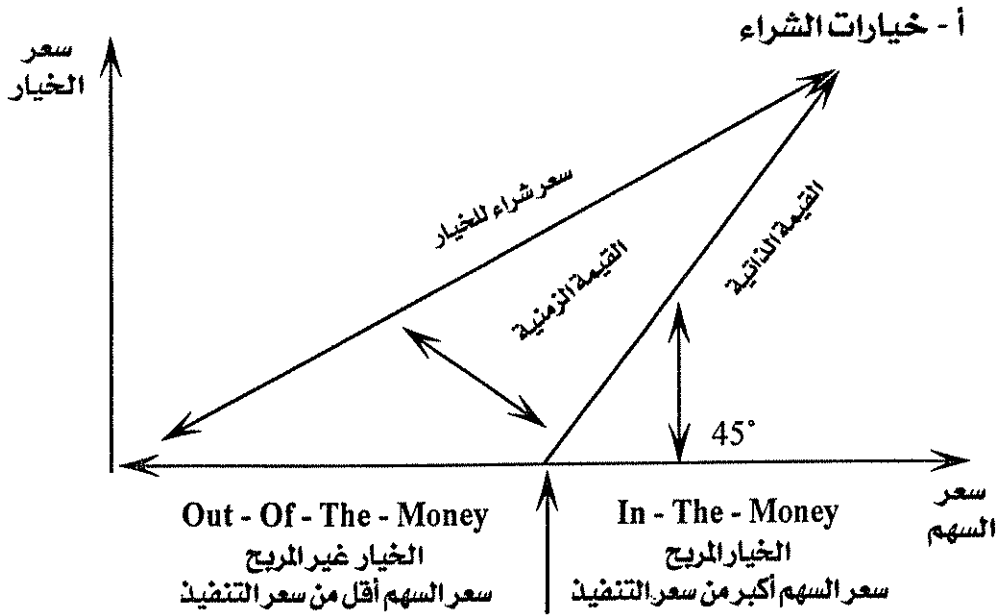 أ - خيارات الشراء
سعر
الخيار
سعر شراء للخيار
القيمة الزمنية
القيمة الذاتية
45°
سعر
السهم
In - The - Money
الخيار المربح
سعر السهم أكبر من سعر التنفيذ
Out - Of - The - Money
الخيار غير المربح
سعر السهم أقل من سعر التنفيذ